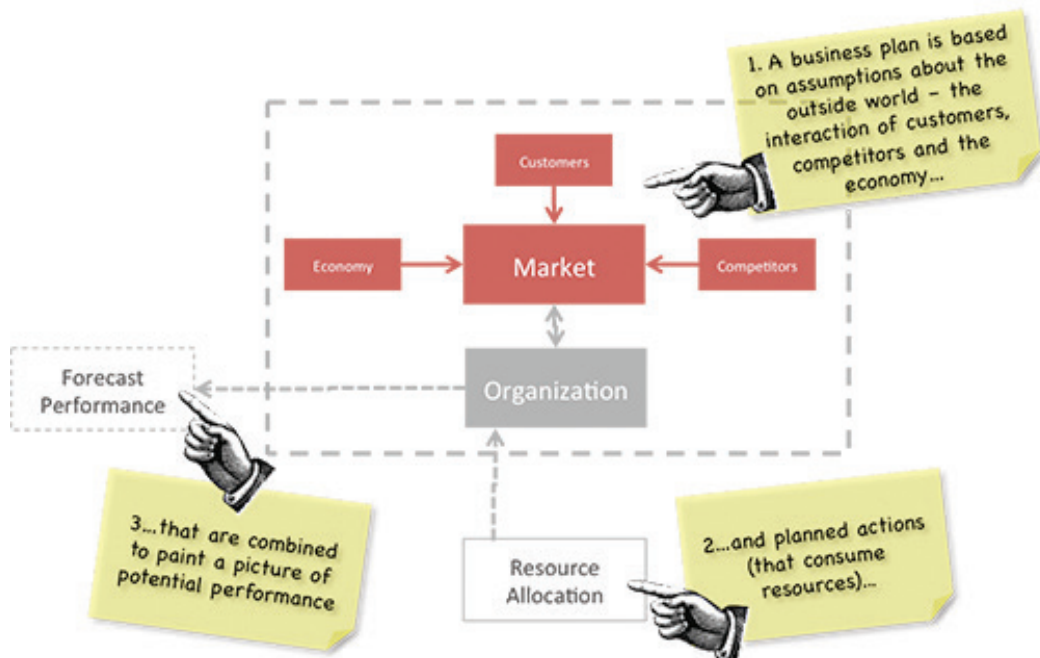 1. A business plan is based
on assumptions about the
outside world – the
interaction of customers,
competitors and the
economy...
Customers
Economy
Market
Competitors
Organization
Forecast
Performance
3...that are combined
to paint a picture of
potential performance
Resource
Allocation
2...and planned actions
(that consume
resources)...